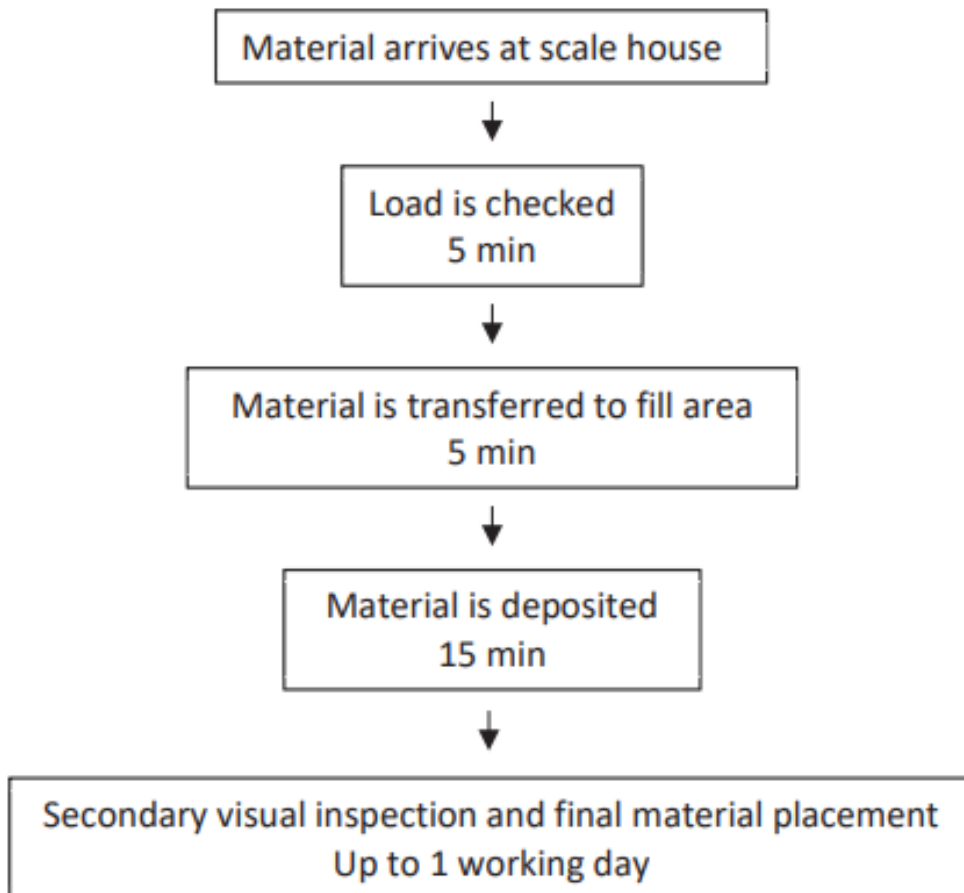 Material arrives at scale house
Load is checked
5 min
Material is transferred to fill area
5 min
Material is deposited
15 min
Secondary visual inspection and final material placement
Up to 1 working day